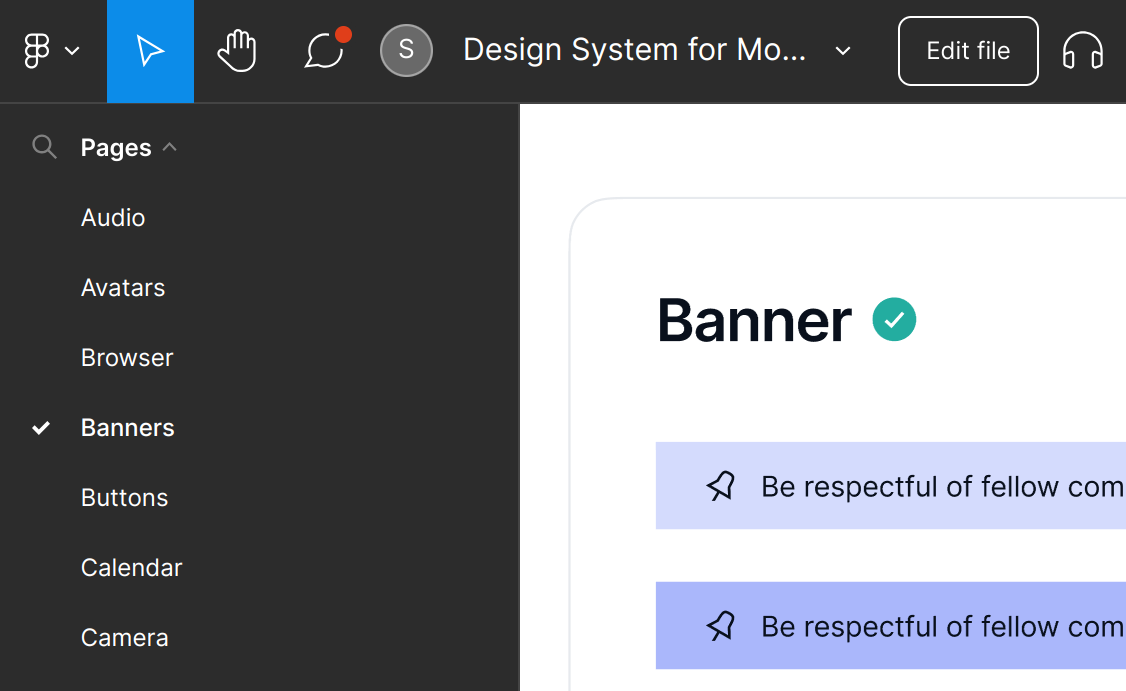 S
Design System for Mo...
Edit file
Pages
Audio
Avatars
Browser
Banners
Buttons
Calendar
Camera
Banner
Be respectful of fellow com
Be respectful of fellow com